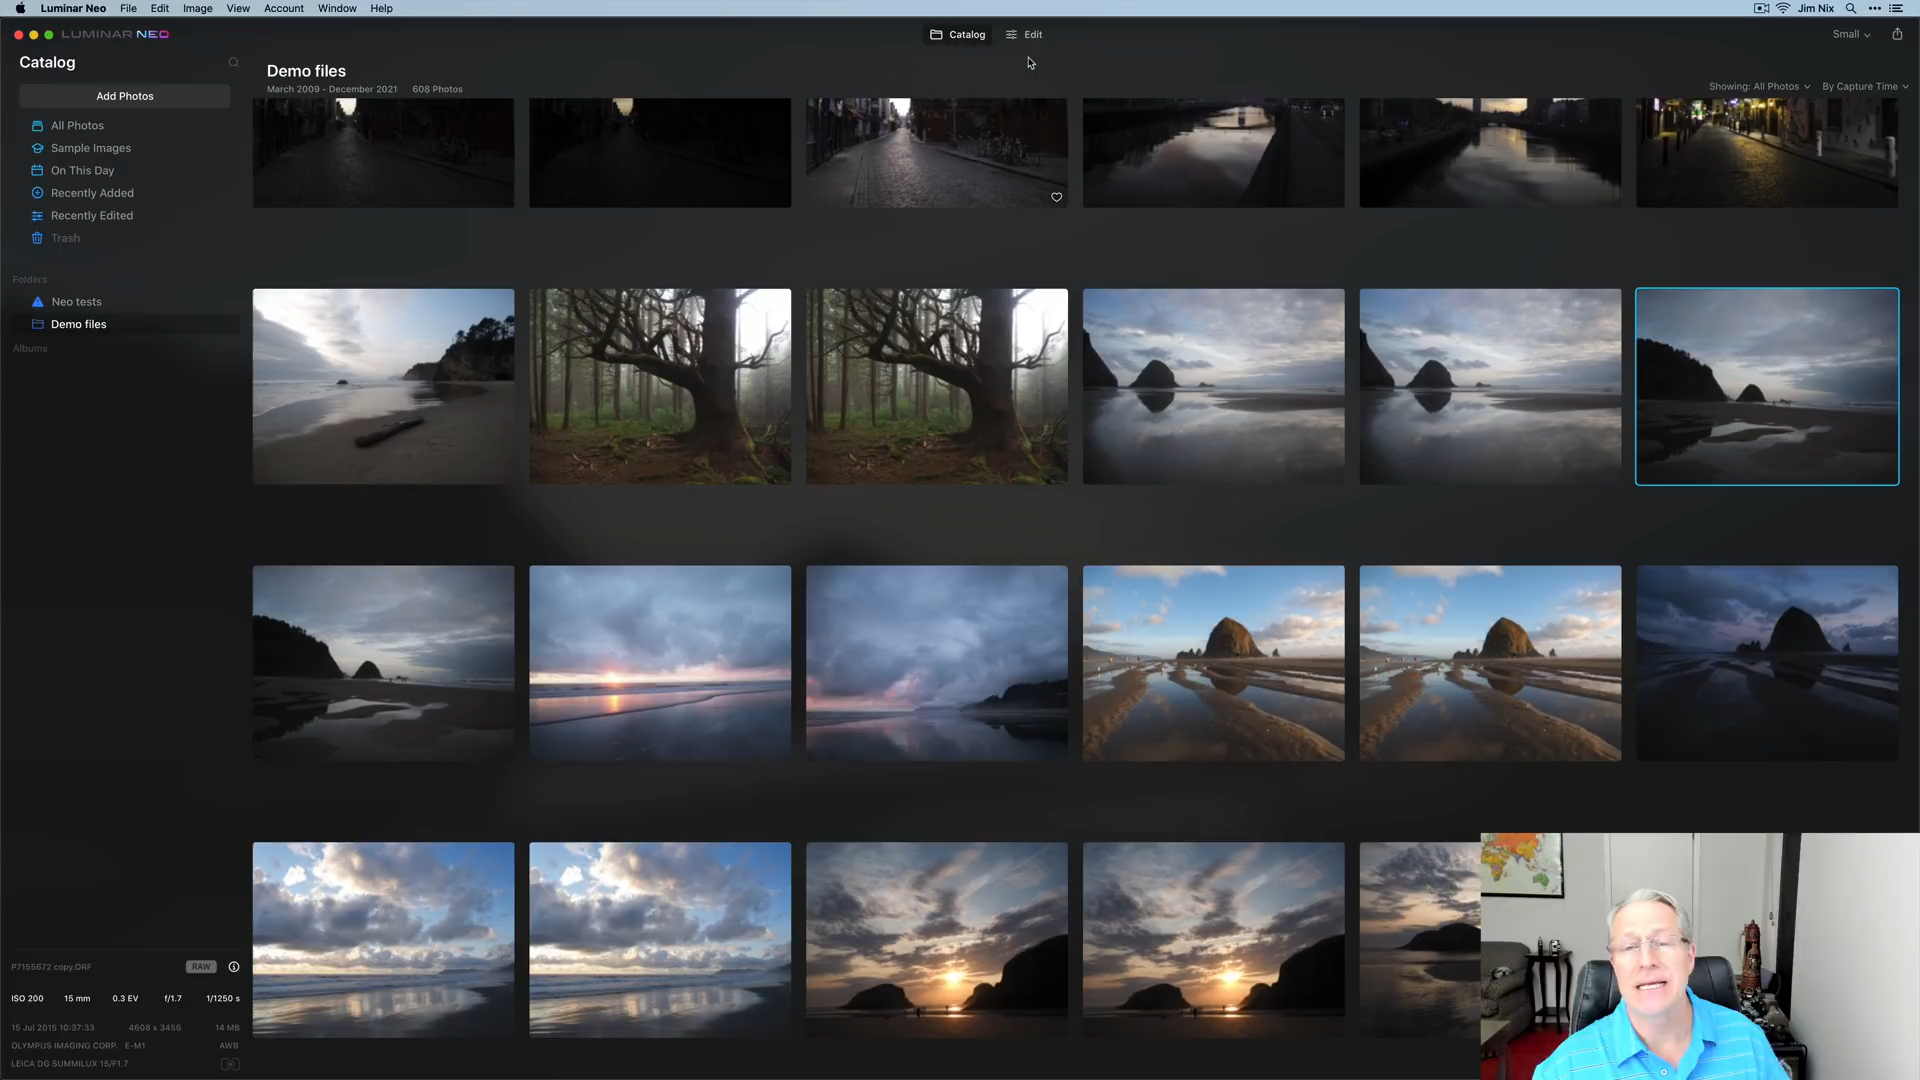 Luminar Neo File Edit Image View Account Window Help Jim Nix
LUMINAR NEO Catalog Edit Small
Catalog
Add Photos
All Photos
Sample Images
On This Day
Recently Added
Recently Edited
Trash
Folders
Neo tests
Demo files
Albums
Demo files
March 2009 - December 2021 608 Photos
Showing: All Photos By Capture Time
P7155672 copy.ORF RAW
ISO 200 15 mm 0.3 EV f/1.7 1/1250 s
15 Jul 2015 10:37:33 4608 x 3456 14 MB
OLYMPUS IMAGING CORP. E-M1 AWB
LEICA DG SUMMILUX 15/F1.7